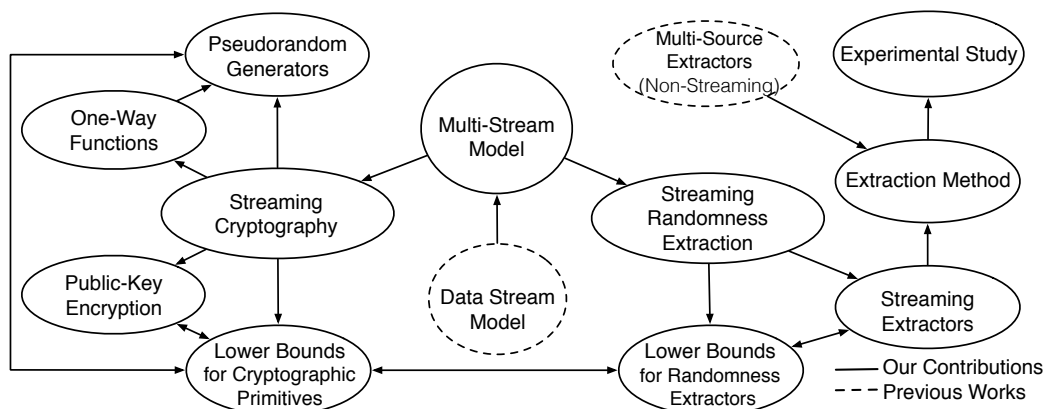 Pseudorandom
Generators
One-Way
Functions
Streaming
Cryptography
Public-Key
Encryption
Lower Bounds
for Cryptographic
Primitives
Multi-Stream
Model
Data Stream
Model
Multi-Source
Extractors
(Non-Streaming)
Experimental Study
Extraction Method
Streaming
Randomness
Extraction
Streaming
Extractors
Lower Bounds
for Randomness
Extractors
Our Contributions
Previous Works